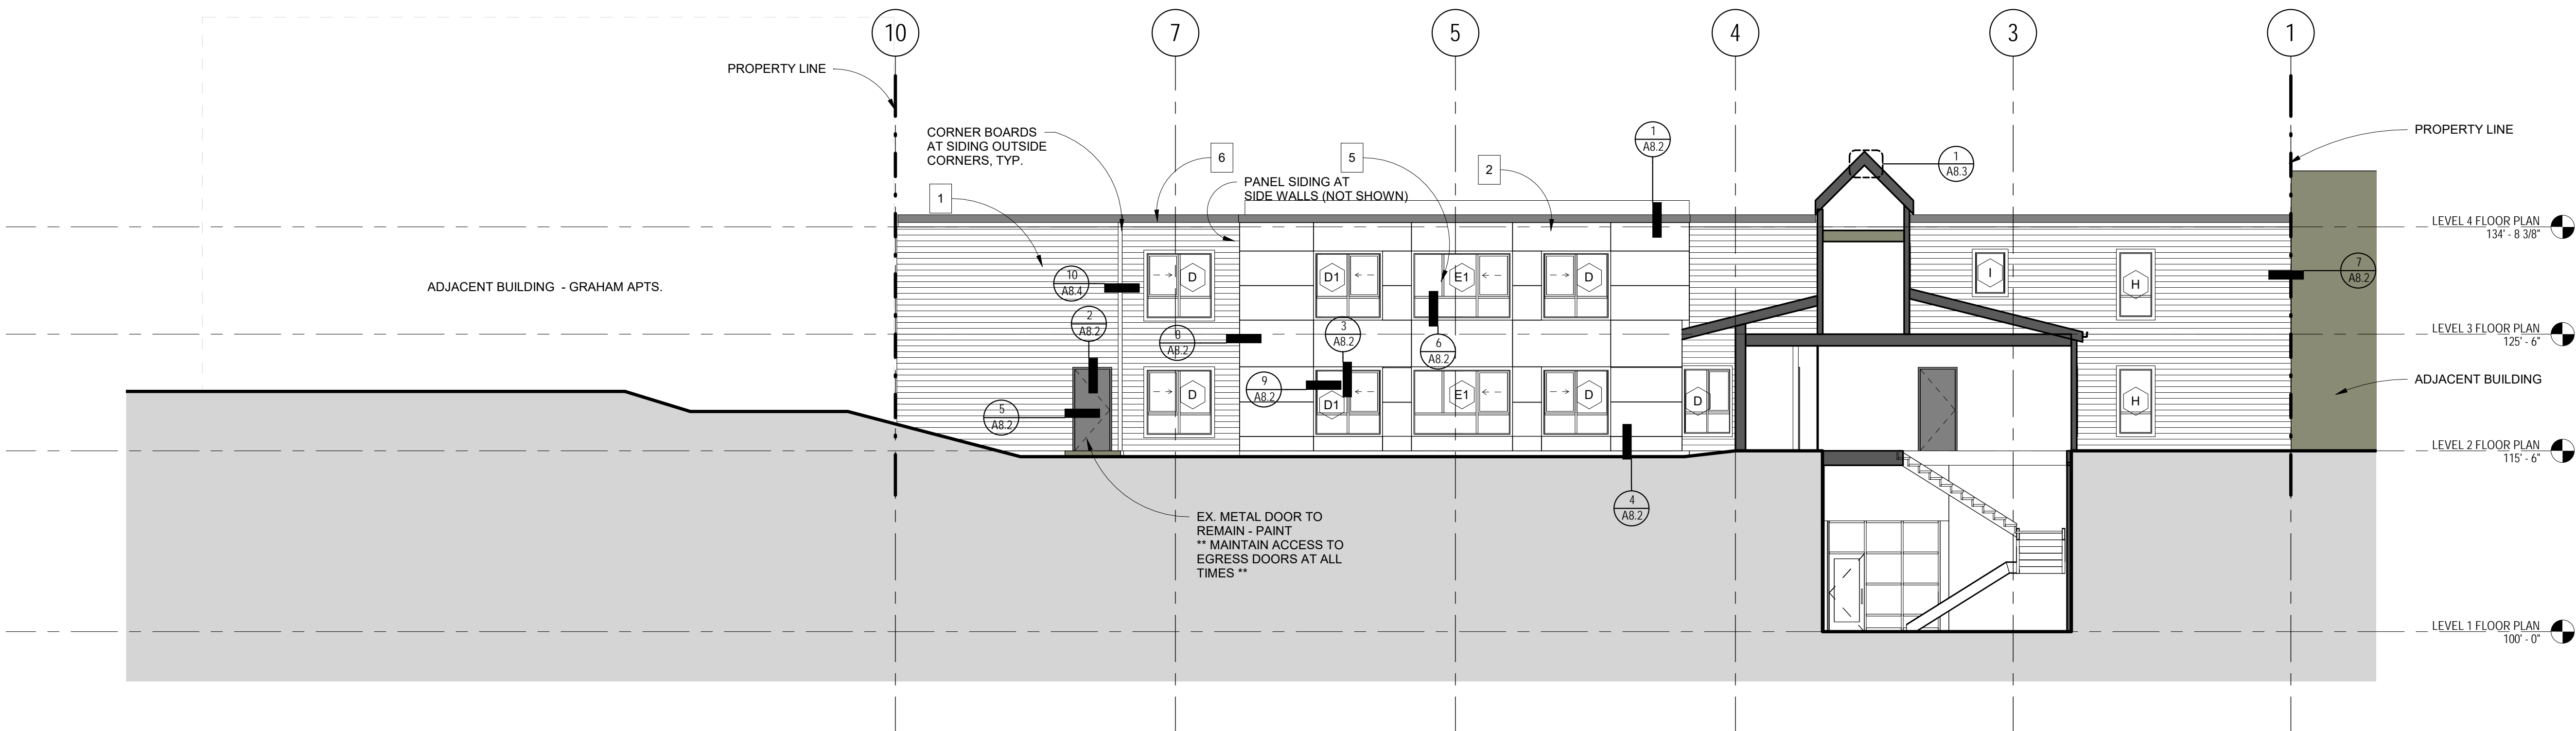 10
7
5
4
3
1
PROPERTY LINE
CORNER BOARDS
AT SIDING OUTSIDE
CORNERS, TYP.
6
5
2
1
A8.2
1
A8.3
PROPERTY LINE
PANEL SIDING AT
SIDE WALLS (NOT SHOWN)
1
LEVEL 4 FLOOR PLAN
134' - 8 3/8"
ADJACENT BUILDING - GRAHAM APTS.
10
A8.4
D
D1
E1
D
I
H
7
A8.2
2
A8.2
8
A8.2
3
A8.2
6
A8.2
LEVEL 3 FLOOR PLAN
125' - 6"
9
A8.2
D
D1
E1
D
D
H
ADJACENT BUILDING
5
A8.2
LEVEL 2 FLOOR PLAN
115' - 6"
4
A8.2
EX. METAL DOOR TO
REMAIN - PAINT
** MAINTAIN ACCESS TO
EGRESS DOORS AT ALL
TIMES **
LEVEL 1 FLOOR PLAN
100' - 0"